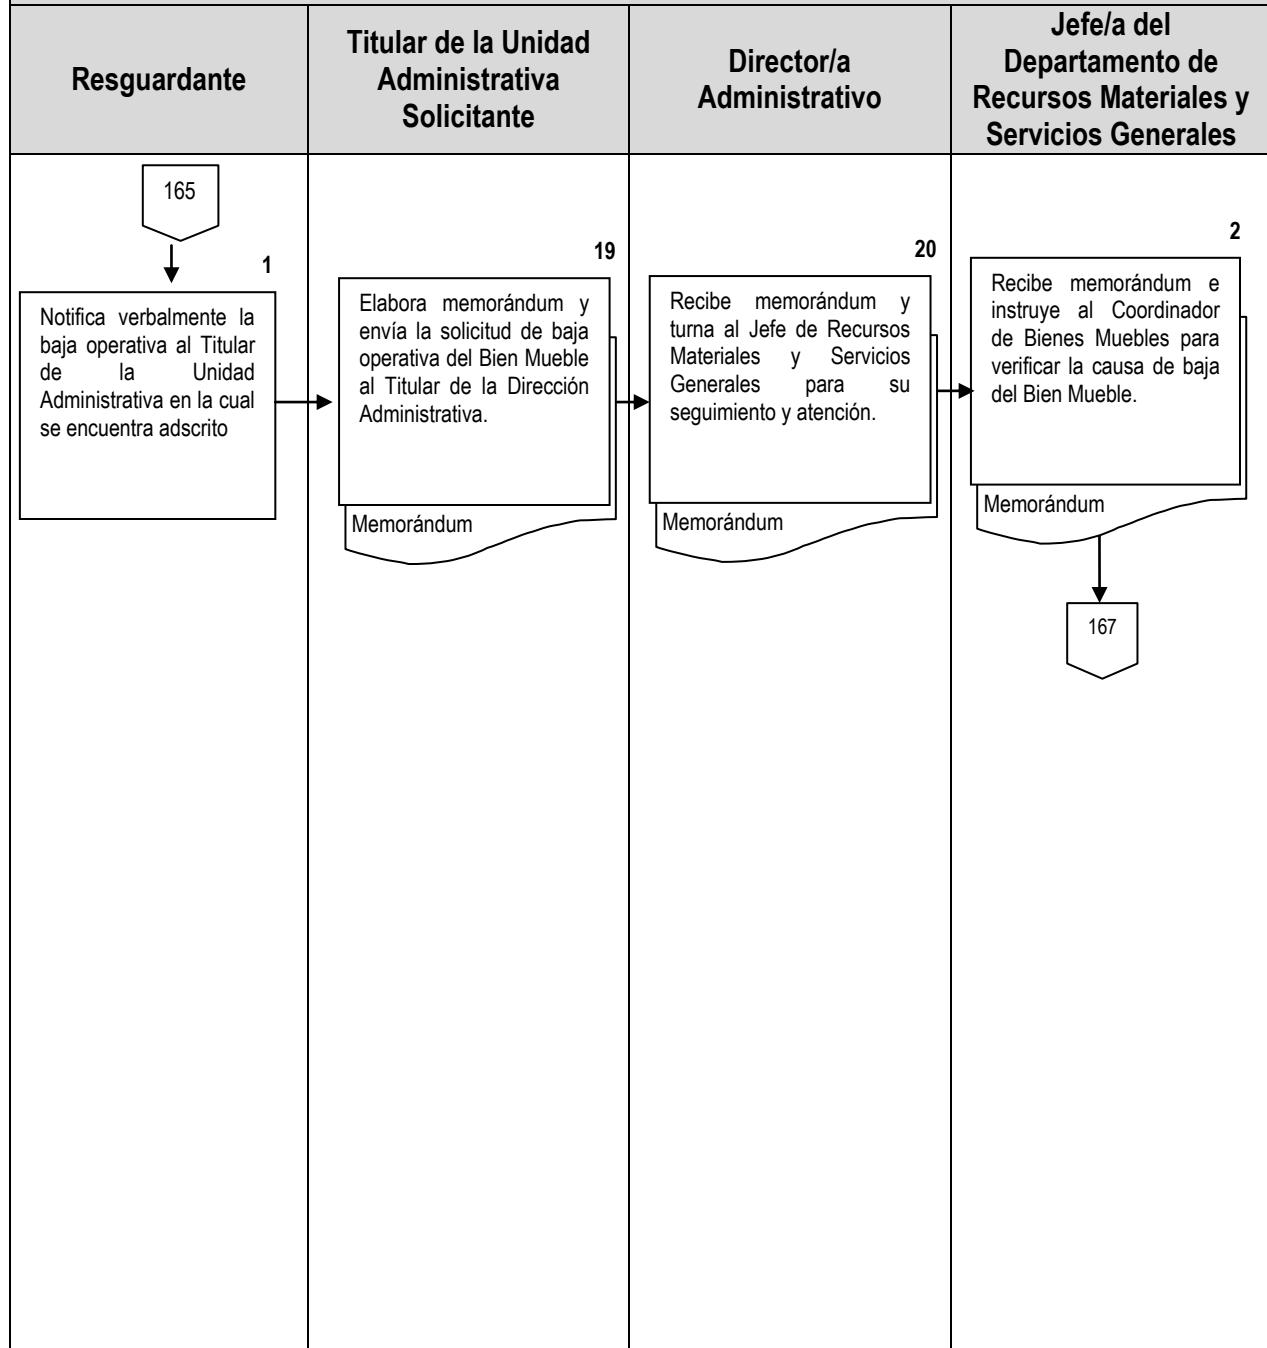 Resguardante
Titular de la Unidad
Administrativa
Solicitante
Director/a
Administrativo
Jefe/a del
Departamento de
Recursos Materiales y
Servicios Generales
165
1
Notifica verbalmente la
baja operativa al Titular
de la Unidad
Administrativa en la cual
se encuentra adscrito
19
Elabora memorándum y
envía la solicitud de baja
operativa del Bien Mueble
al Titular de la Dirección
Administrativa.
Memorándum
20
Recibe memorándum y
turna al Jefe de Recursos
Materiales y Servicios
Generales para su
seguimiento y atención.
Memorándum
2
Recibe memorándum e
instruye al Coordinador
de Bienes Muebles para
verificar la causa de baja
del Bien Mueble.
Memorándum
167